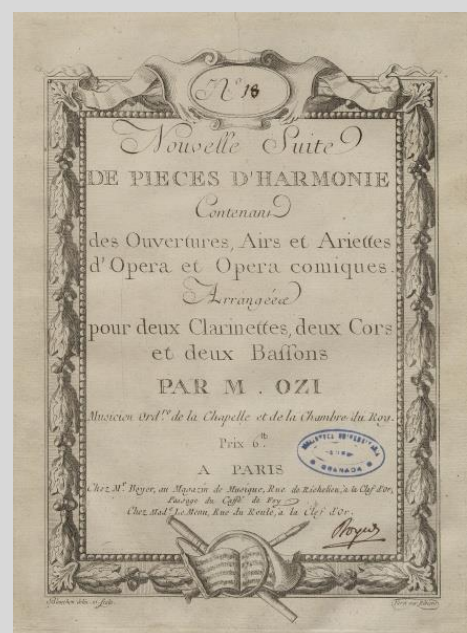 N.º 18
Nouvelle Suite
DE PIECES D'HARMONIE
Contenant
des Ouvertures, Airs et Ariettes
d'Opera et Opera comiques.
Arrangées
pour deux Clarinettes, deux Cors
et deux Bassons
PAR M. OZI
Musicien Ord.re de la Chapelle et de la Chambre du Roy.
Prix 6.tt
A PARIS
Chez M.r Boyer, au Magazin de Musique, Rue de Richelieu, a la Clef d'or,
Passage du Caffé de Foy
Chez Mad.e Le Menu, Rue du Roule, a la Clef d'or.
Boyer
GRANADA